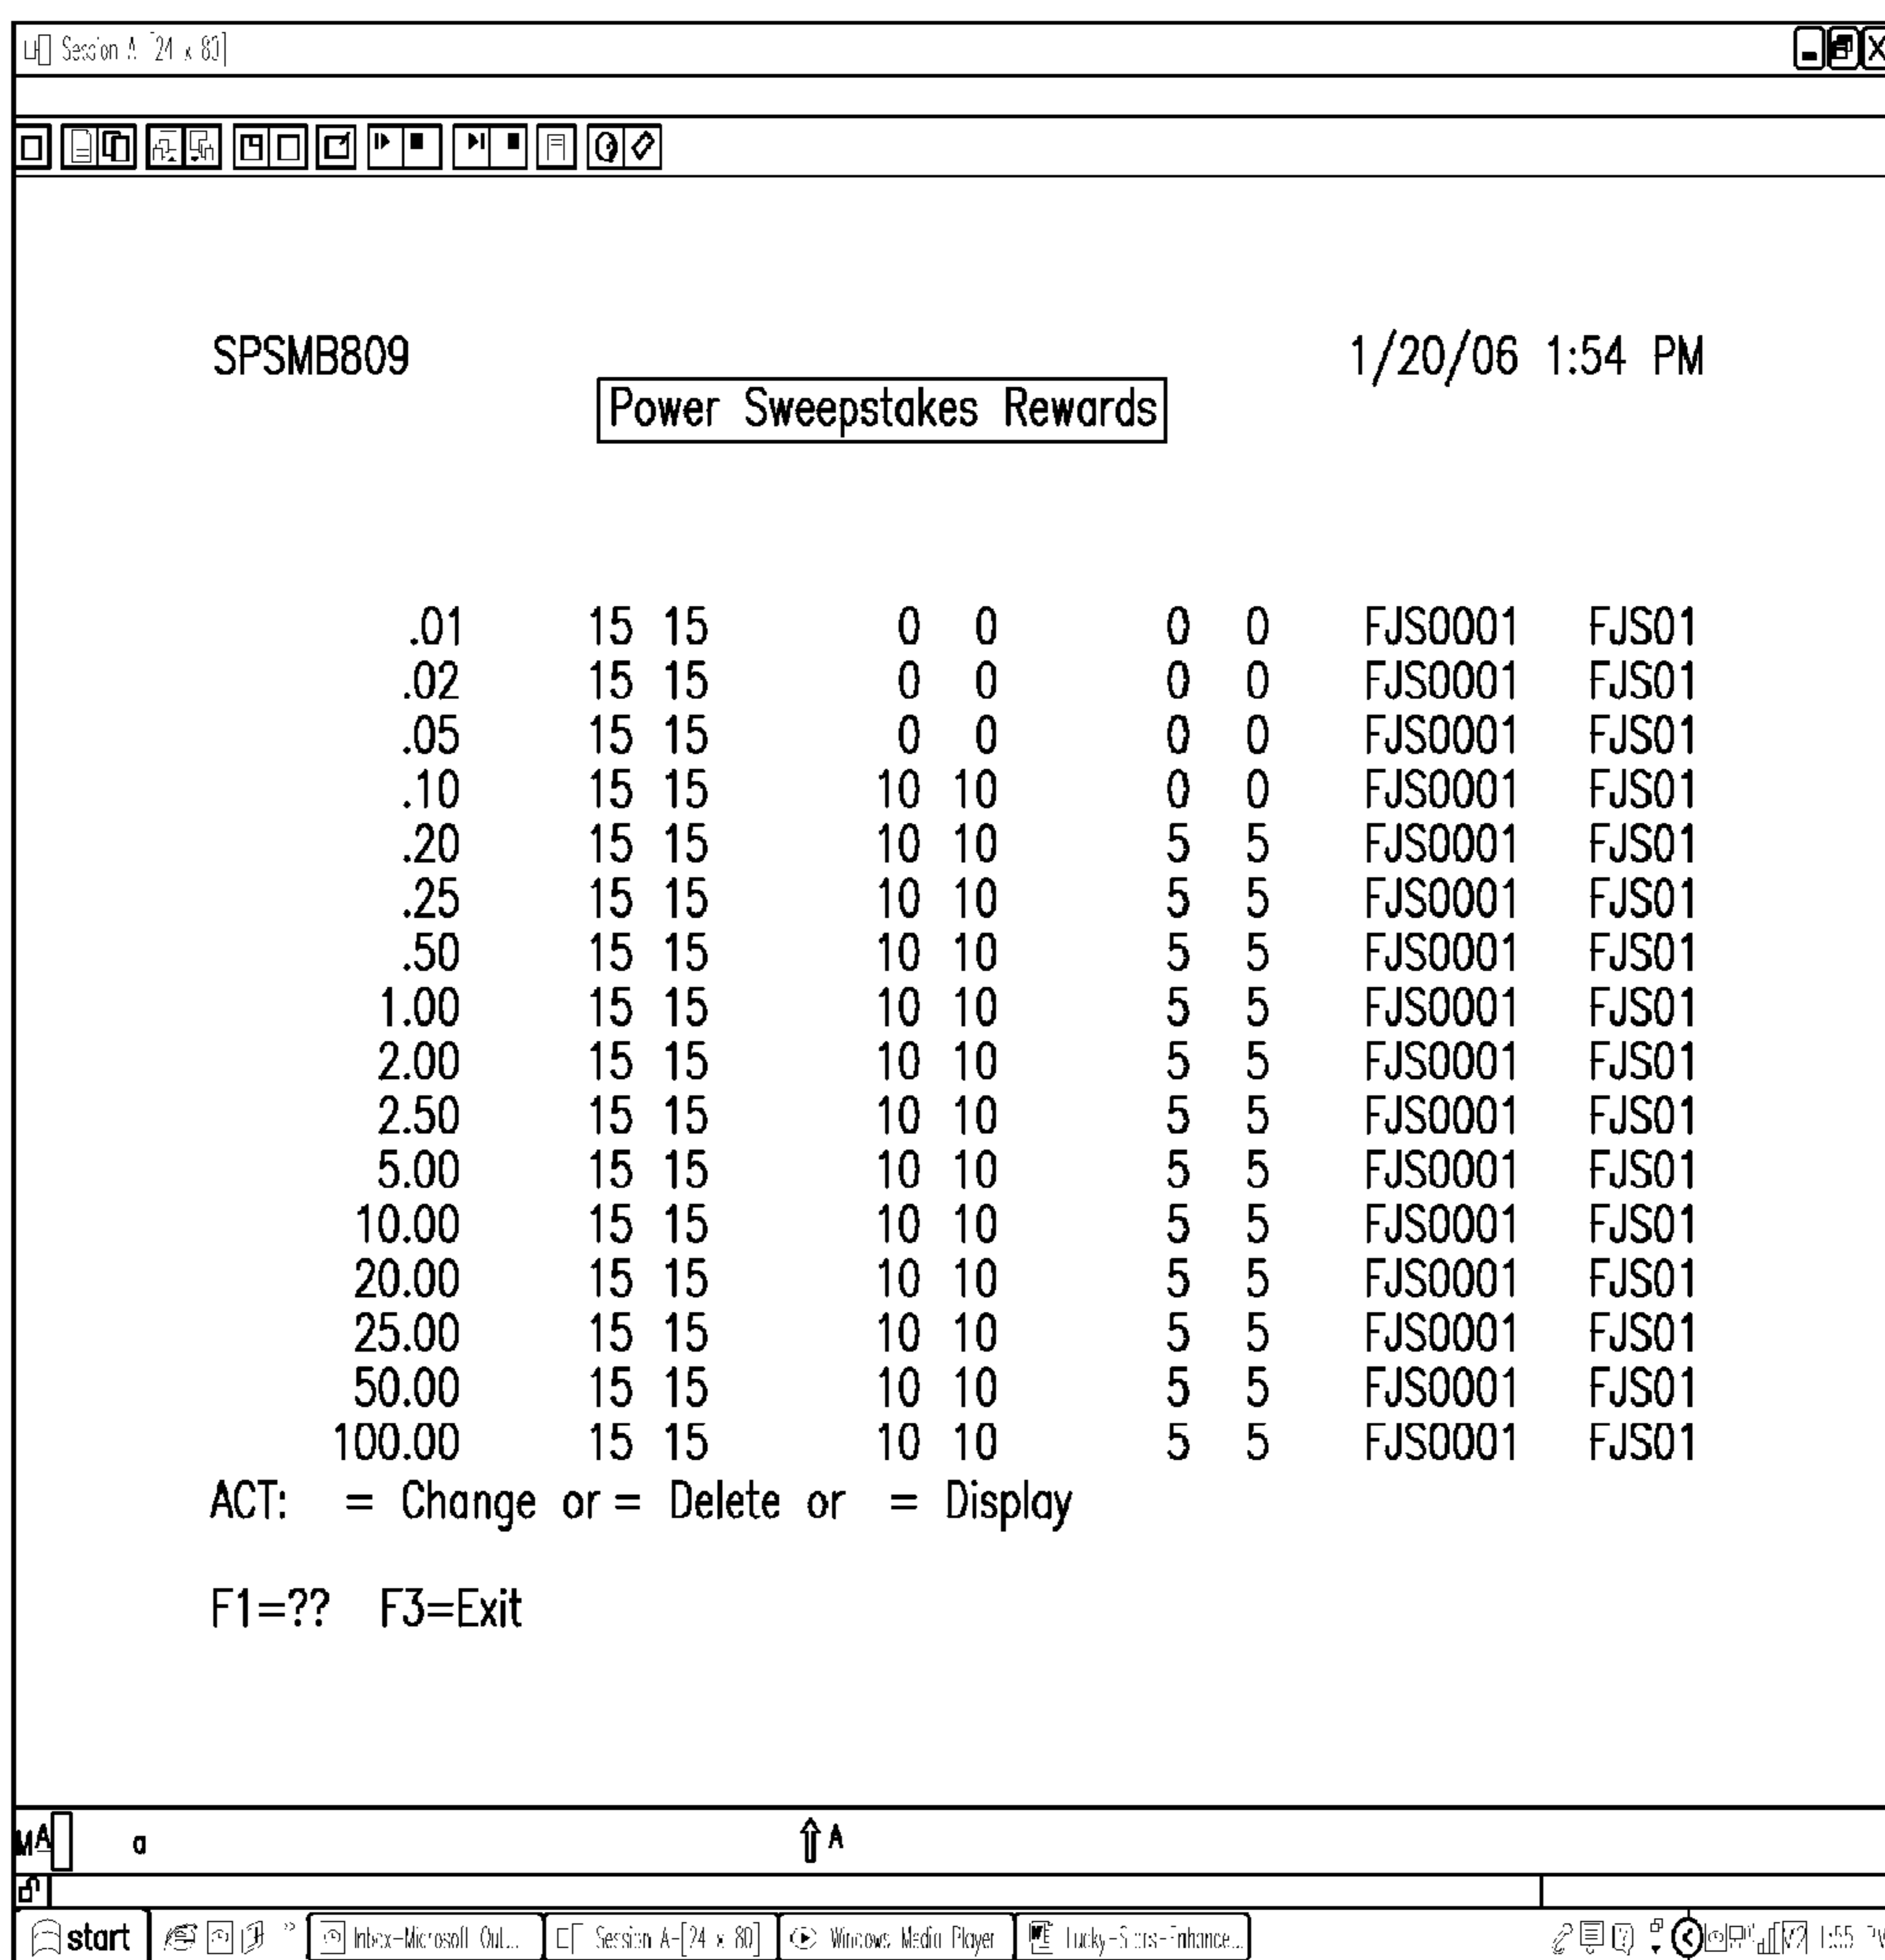 Session A [24 x 80]
SPSMB809 1/20/06 1:54 PM
Power Sweepstakes Rewards
.01 15 15 0 0 0 0 FJS0001 FJS01
.02 15 15 0 0 0 0 FJS0001 FJS01
.05 15 15 0 0 0 0 FJS0001 FJS01
.10 15 15 10 10 0 0 FJS0001 FJS01
.20 15 15 10 10 5 5 FJS0001 FJS01
.25 15 15 10 10 5 5 FJS0001 FJS01
.50 15 15 10 10 5 5 FJS0001 FJS01
1.00 15 15 10 10 5 5 FJS0001 FJS01
2.00 15 15 10 10 5 5 FJS0001 FJS01
2.50 15 15 10 10 5 5 FJS0001 FJS01
5.00 15 15 10 10 5 5 FJS0001 FJS01
10.00 15 15 10 10 5 5 FJS0001 FJS01
20.00 15 15 10 10 5 5 FJS0001 FJS01
25.00 15 15 10 10 5 5 FJS0001 FJS01
50.00 15 15 10 10 5 5 FJS0001 FJS01
100.00 15 15 10 10 5 5 FJS0001 FJS01
ACT: = Change or = Delete or = Display
F1=?? F3=Exit
MA a A
start Inbox-Microsoft Out... Session A-[24 x 80] Windows Media Player 1:55 PM